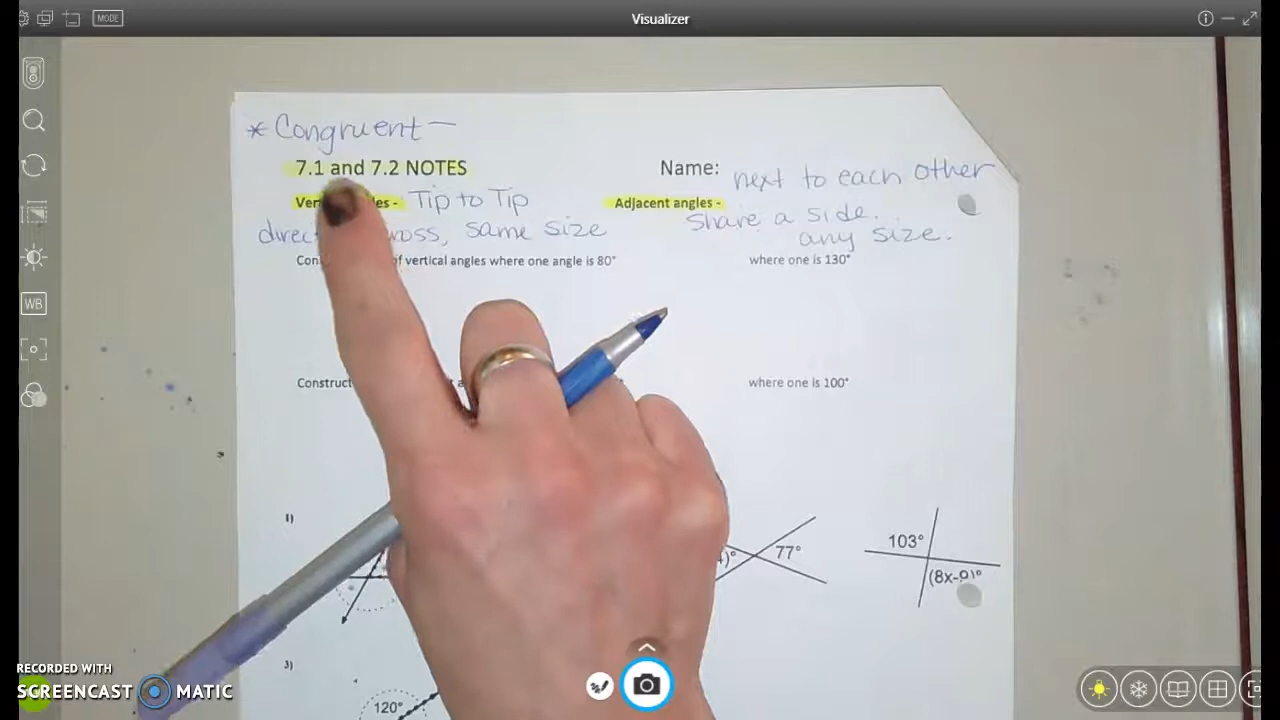 MODE
Visualizer
* Congruent —
7.1 and 7.2 NOTES
Name:
next to each other
Tip to Tip
Adjacent angles -
share a side.
same size
any size.
of vertical angles where one angle is 80°
where one is 130°
Construct
where one is 100°
WB
1)
77°
103°
(8x-9)°
3)
120°
RECORDED WITH
SCREENCAST MATIC